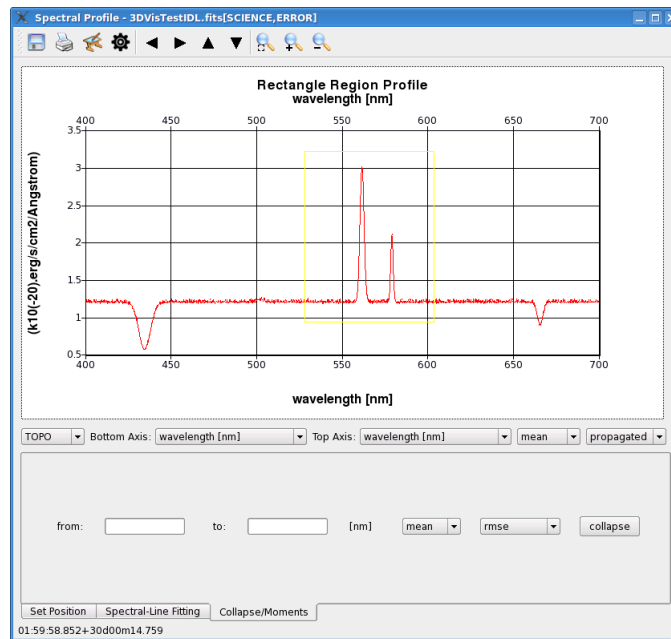 Spectral Profile - 3DVisTestIDL.fits[SCIENCE,ERROR]
Rectangle Region Profile
wavelength [nm]
400 450 500 550 600 650 700
3.5
3
2.5
2
1.5
1
0.5
(k10(-20).erg/s/cm2/Angstrom)
400 450 500 550 600 650 700
wavelength [nm]
TOPO Bottom Axis: wavelength [nm] Top Axis: wavelength [nm] mean propagated
from: to: [nm] mean rmse collapse
Set Position Spectral-Line Fitting Collapse/Moments
01:59:58.852+30d00m14.759